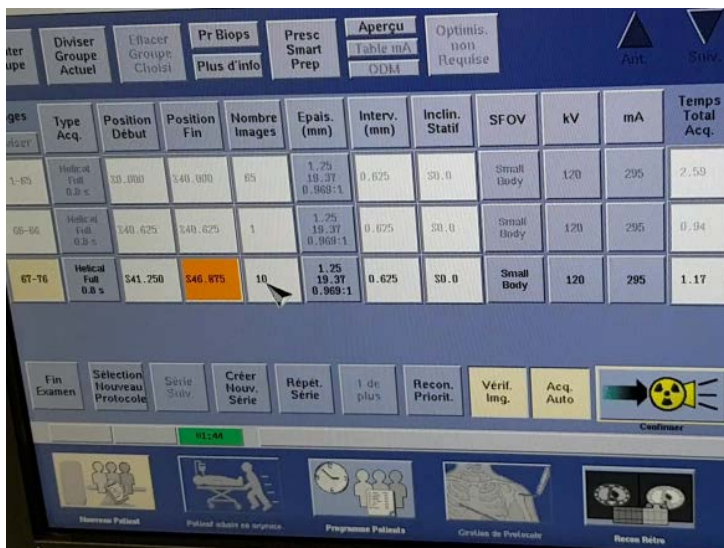 Diviser
Groupe
Actuel
Effacer
Groupe
Choisi
Pr Biops
Plus d'info
Presc
Smart
Prep
Aperçu
Table mA
ODM
Optimis.
non
Requise
Ant.
Suiv.
Type
Acq.
Position
Début
Position
Fin
Nombre
Images
Epais.
(mm)
Interv.
(mm)
Inclin.
Statif
SFOV
kV
mA
Temps
Total
Acq.
1-65
Helical
Full
0.8 s
S0.000
S40.000
65
1.25
19.37
0.969:1
0.625
S0.0
Small
Body
120
295
2.59
66-66
Helical
Full
0.8 s
S40.625
S40.625
1
1.25
19.37
0.969:1
0.625
S0.0
Small
Body
120
295
0.94
67-76
Helical
Full
0.8 s
S41.250
S46.875
10
1.25
19.37
0.969:1
0.625
S0.0
Small
Body
120
295
1.17
Fin
Examen
Sélection
Nouveau
Protocole
Série
Suiv.
Créer
Nouv.
Série
Répét.
Série
1 de
plus
Recon.
Priorit.
Vérif.
Img.
Acq.
Auto
Confirmer
01:44
Nouveau Patient
Programme Patients
Gestion de Protocole
Recon Rétro